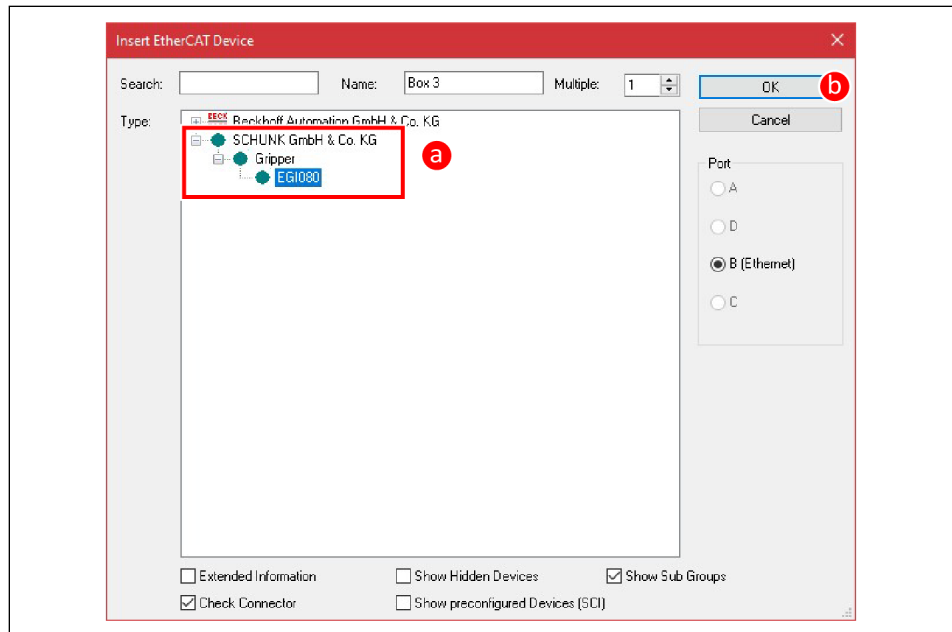 Insert EtherCAT Device
Search: Name: Box 3 Multiple: 1 OK b
Type: BECK Beckhoff Automation GmbH & Co. KG Cancel
SCHUNK GmbH & Co. KG
a
Gripper
EGI080
Port
A
D
B (Ethernet)
C
Extended Information Show Hidden Devices Show Sub Groups
Check Connector Show preconfigured Devices (SCI)